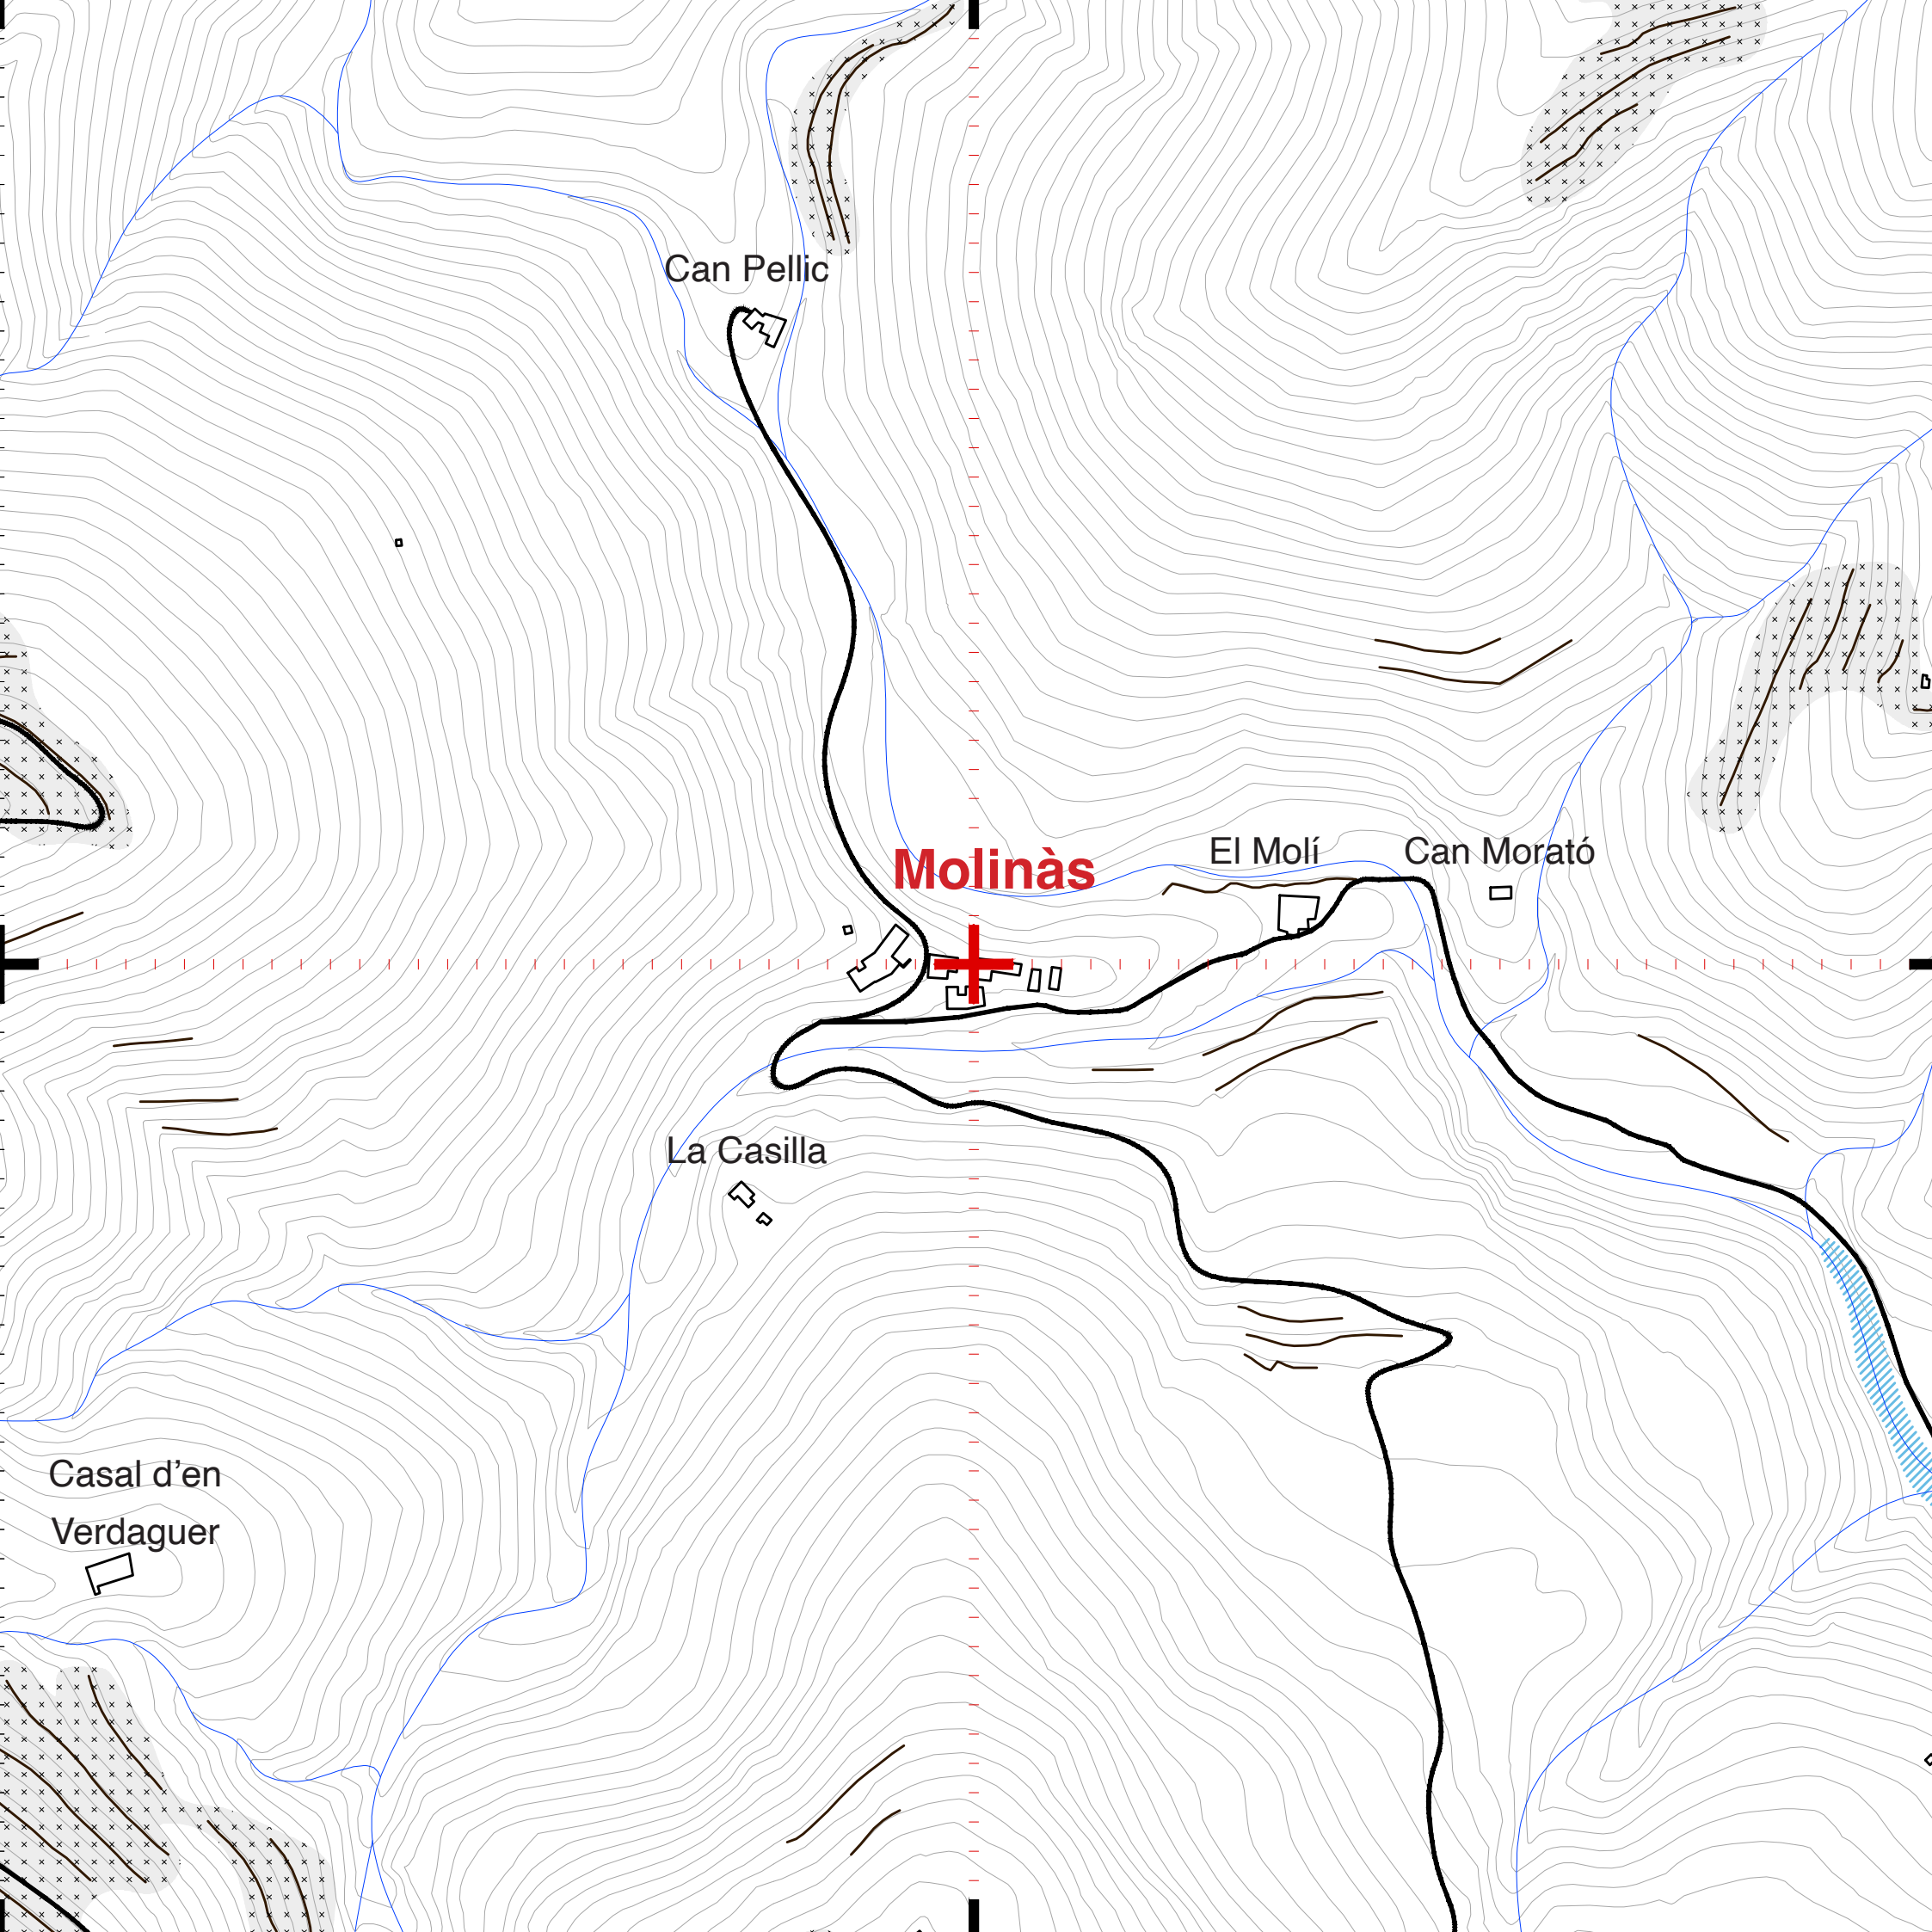 Can Pellic
Molinàs
El Molí
Can Morató
La Casilla
Casal d’en
Verdaguer